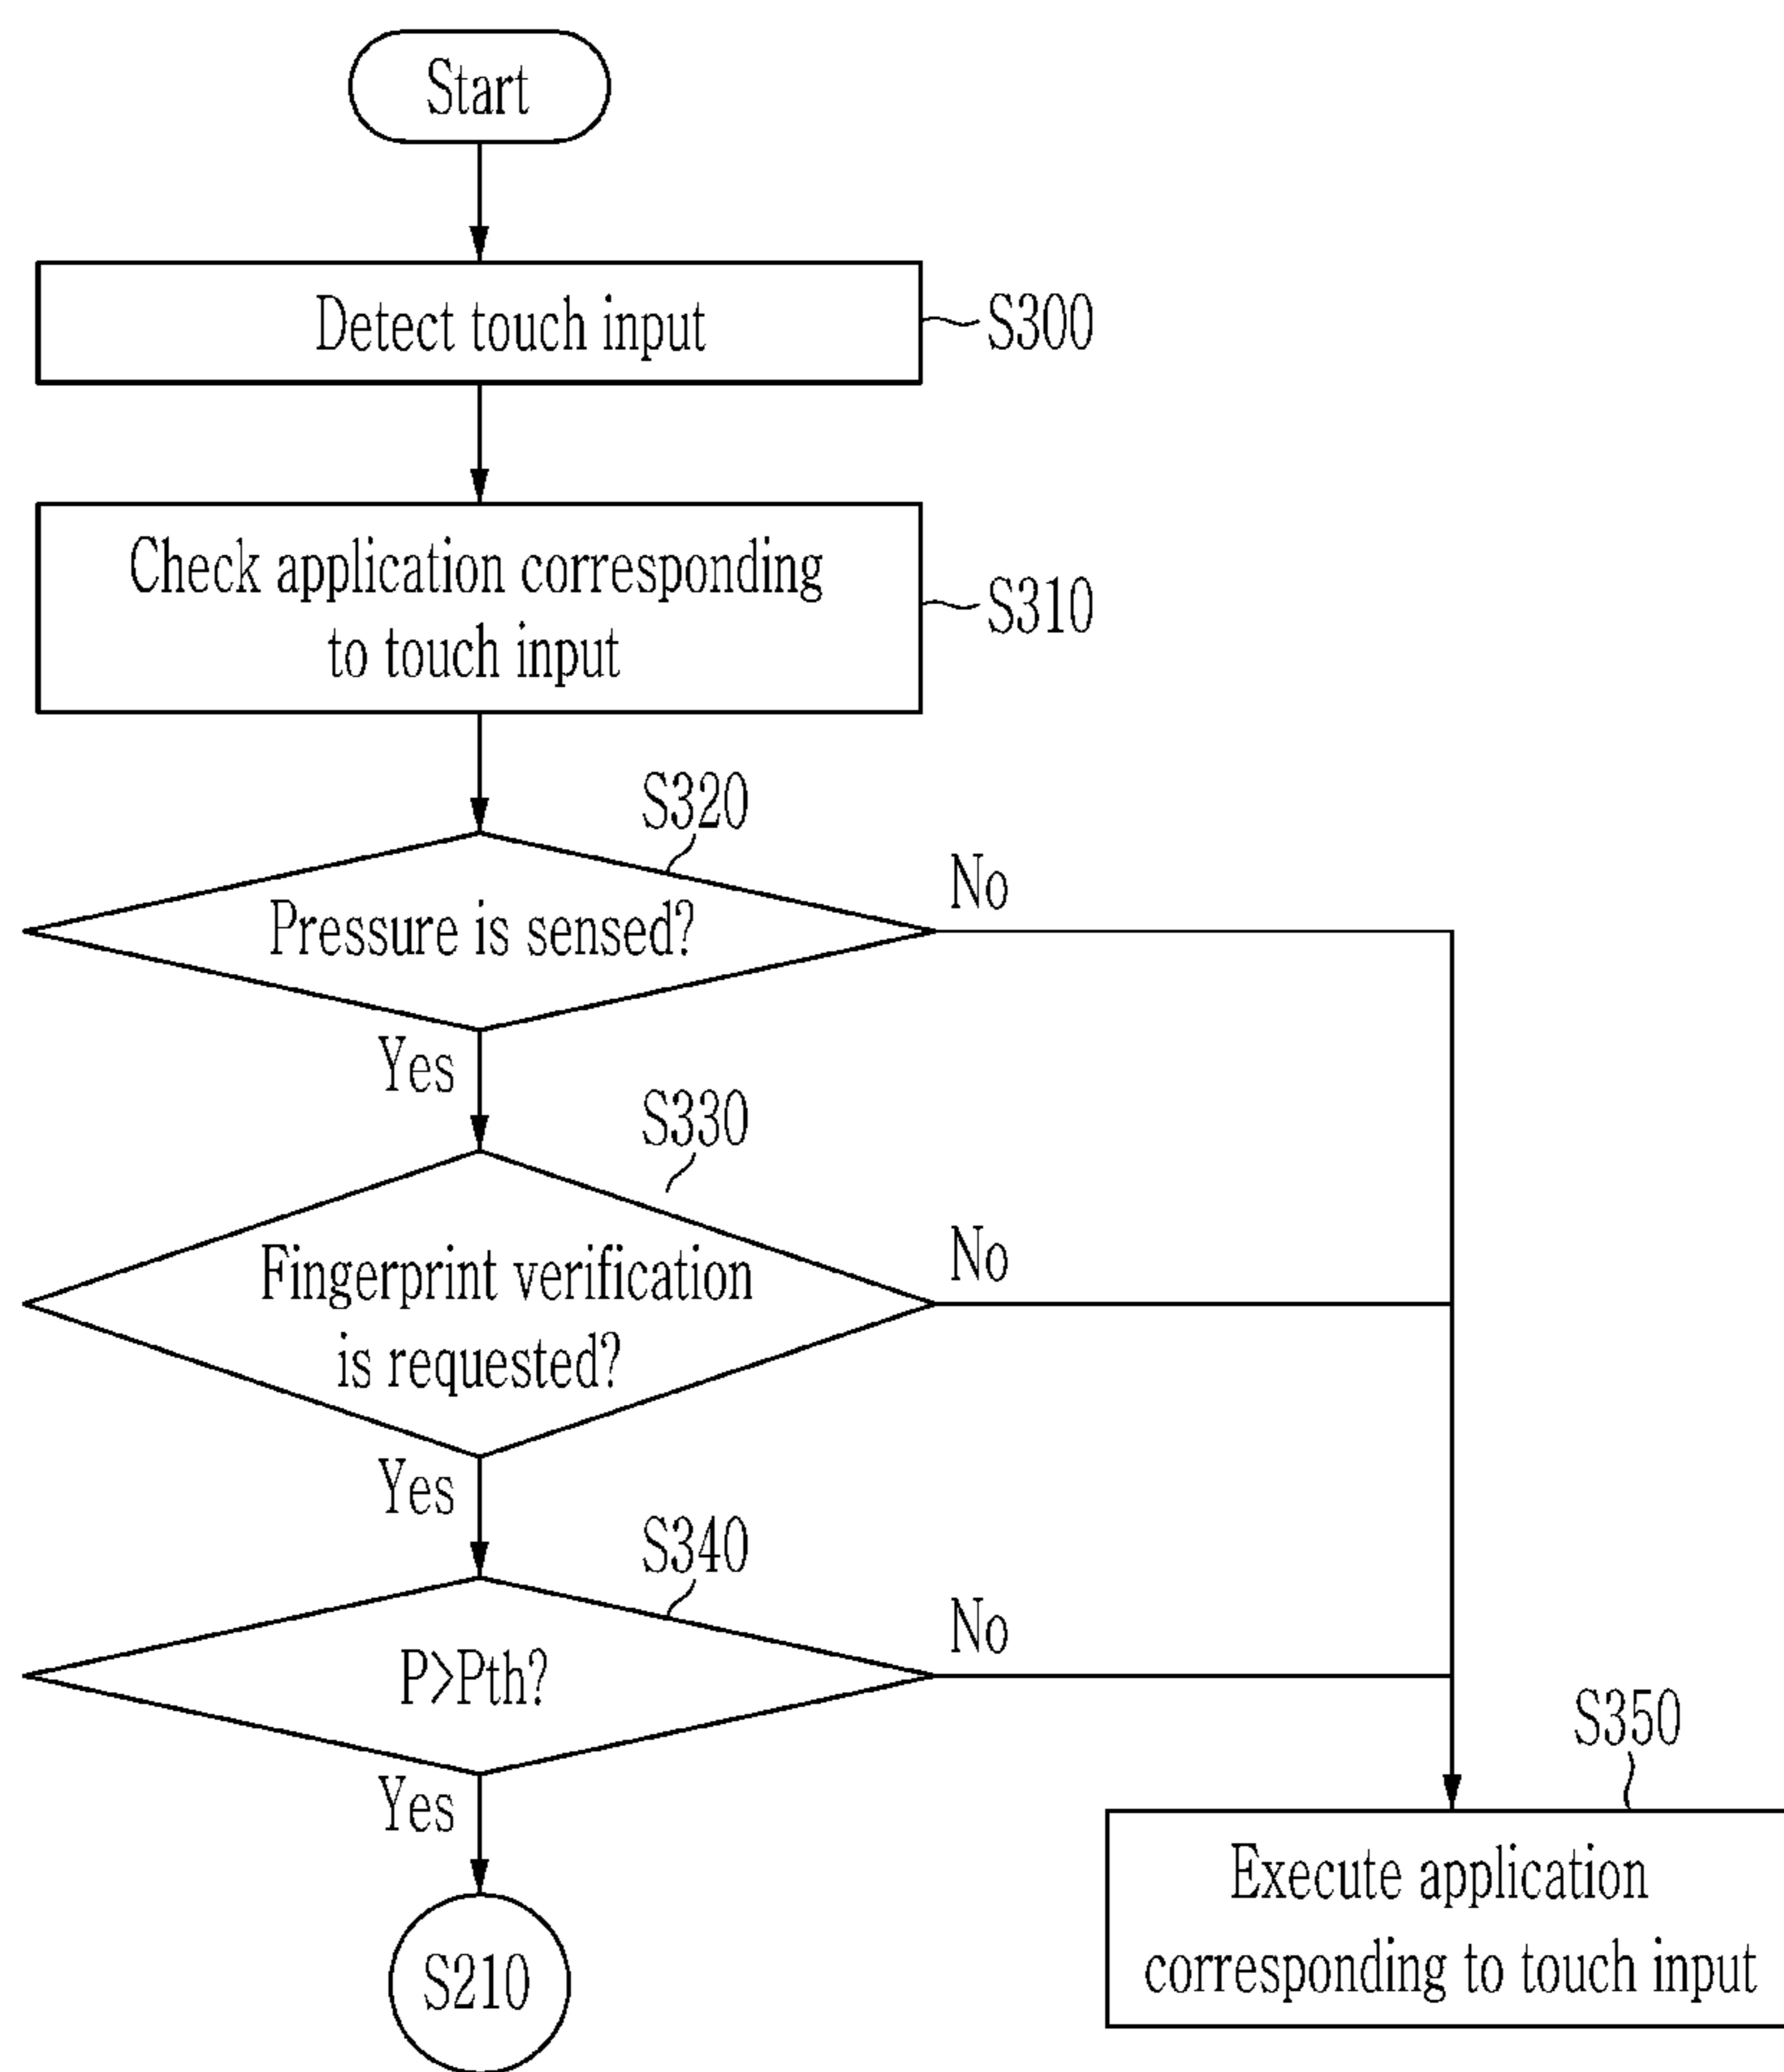 Start
Detect touch input
S300
Check application corresponding
to touch input
S310
S320
Pressure is sensed?
No
Yes
S330
Fingerprint verification
is requested?
No
Yes
S340
P>Pth?
No
Yes
S350
Execute application
corresponding to touch input
S210